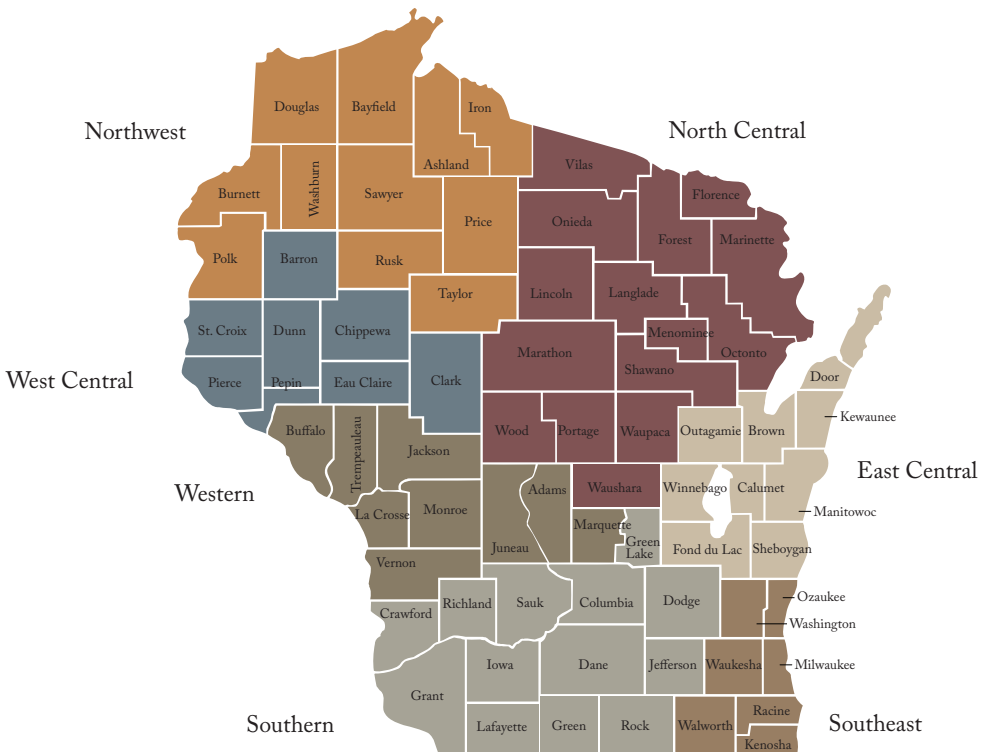 Northwest
North Central
West Central
Western
East Central
Southern
Southeast
Douglas
Bayfield
Iron
Ashland
Vilas
Burnett
Washburn
Sawyer
Florence
Price
Onieda
Forest
Marinette
Polk
Barron
Rusk
Taylor
Lincoln
Langlade
St. Croix
Dunn
Chippewa
Menominee
Marathon
Octonto
Shawano
Pierce
Pepin
Eau Claire
Clark
Door
Kewaunee
Buffalo
Trempeauleau
Jackson
Wood
Portage
Waupaca
Outagamie
Brown
Adams
Waushara
Winnebago
Calumet
Manitowoc
La Crosse
Monroe
Juneau
Marquette
Green
Lake
Fond du Lac
Sheboygan
Vernon
Richland
Sauk
Columbia
Dodge
Ozaukee
Washington
Crawford
Iowa
Dane
Jefferson
Waukesha
Milwaukee
Grant
Lafayette
Green
Rock
Walworth
Racine
Kenosha